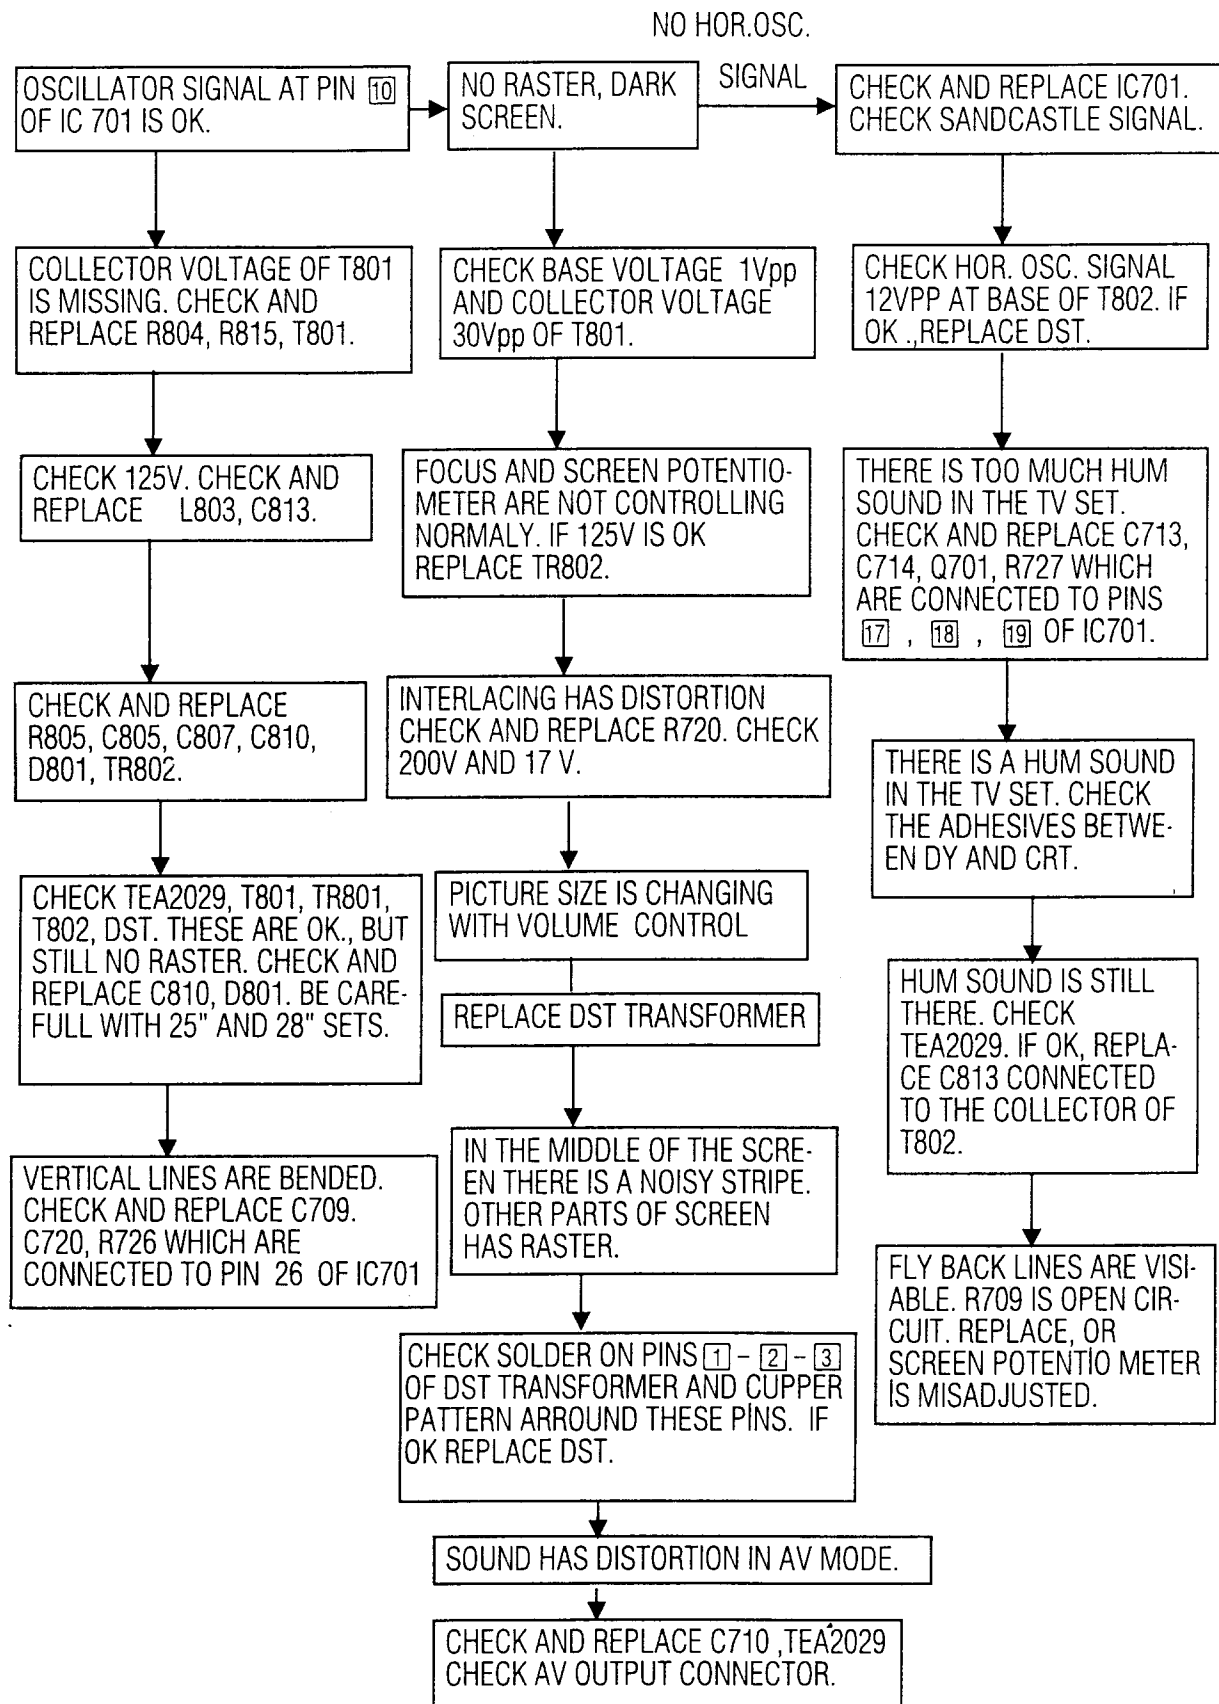 NO HOR.OSC.
SIGNAL
OSCILLATOR SIGNAL AT PIN 10
OF IC 701 IS OK.
NO RASTER, DARK
SCREEN.
CHECK AND REPLACE IC701.
CHECK SANDCASTLE SIGNAL.
COLLECTOR VOLTAGE OF T801
IS MISSING. CHECK AND
REPLACE R804, R815, T801.
CHECK 125V. CHECK AND
REPLACE L803, C813.
CHECK AND REPLACE
R805, C805, C807, C810,
D801, TR802.
CHECK TEA2029, T801, TR801,
T802, DST. THESE ARE OK., BUT
STILL NO RASTER. CHECK AND
REPLACE C810, D801. BE CARE-
FULL WITH 25" AND 28" SETS.
VERTICAL LINES ARE BENDED.
CHECK AND REPLACE C709.
C720, R726 WHICH ARE
CONNECTED TO PIN 26 OF IC701
CHECK BASE VOLTAGE 1Vpp
AND COLLECTOR VOLTAGE
30Vpp OF T801.
FOCUS AND SCREEN POTENTIO-
METER ARE NOT CONTROLLING
NORMALY. IF 125V IS OK
REPLACE TR802.
INTERLACING HAS DISTORTION
CHECK AND REPLACE R720. CHECK
200V AND 17 V.
PICTURE SIZE IS CHANGING
WITH VOLUME CONTROL
REPLACE DST TRANSFORMER
IN THE MIDDLE OF THE SCRE-
EN THERE IS A NOISY STRIPE.
OTHER PARTS OF SCREEN
HAS RASTER.
CHECK SOLDER ON PINS 1 - 2 - 3
OF DST TRANSFORMER AND CUPPER
PATTERN ARROUND THESE PİNS. IF
OK REPLACE DST.
SOUND HAS DISTORTION IN AV MODE.
CHECK AND REPLACE C710 ,TEA2029
CHECK AV OUTPUT CONNECTOR.
CHECK HOR. OSC. SIGNAL
12VPP AT BASE OF T802. IF
OK .,REPLACE DST.
THERE IS TOO MUCH HUM
SOUND IN THE TV SET.
CHECK AND REPLACE C713,
C714, Q701, R727 WHICH
ARE CONNECTED TO PINS
17 , 18 , 19 OF IC701.
THERE IS A HUM SOUND
IN THE TV SET. CHECK
THE ADHESIVES BETWE-
EN DY AND CRT.
HUM SOUND IS STILL
THERE. CHECK
TEA2029. IF OK, REPLA-
CE C813 CONNECTED
TO THE COLLECTOR OF
T802.
FLY BACK LINES ARE VISI-
ABLE. R709 IS OPEN CIR-
CUIT. REPLACE, OR
SCREEN POTENTİO METER
İS MISADJUSTED.